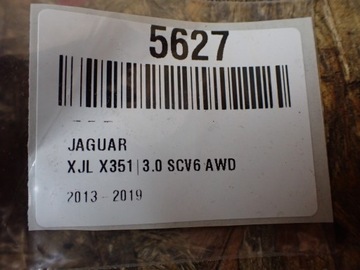 5627
JAGUAR
XJL X351|3.0 SCV6 AWD
2013 - 2019